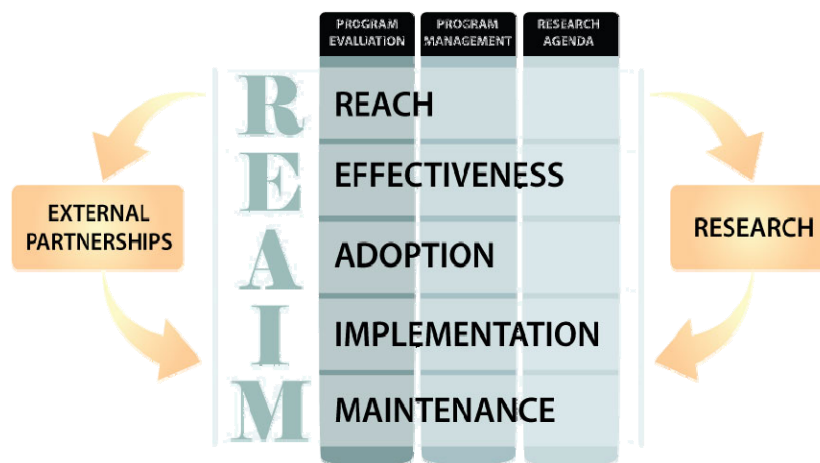 PROGRAM
EVALUATION
PROGRAM
MANAGEMENT
RESEARCH
AGENDA
R
REACH
E
EFFECTIVENESS
A
ADOPTION
I
IMPLEMENTATION
M
MAINTENANCE
EXTERNAL
PARTNERSHIPS
RESEARCH